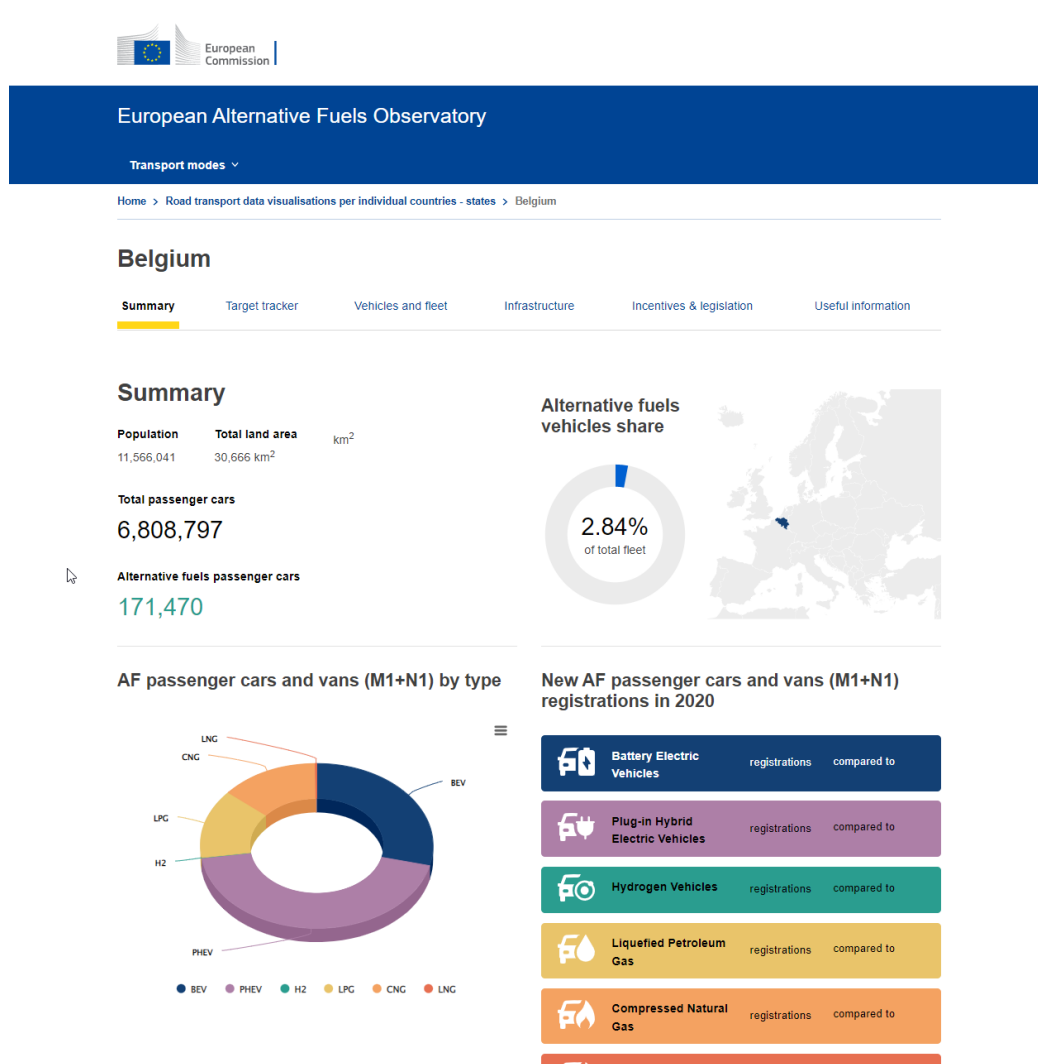 European
Commission
European Alternative Fuels Observatory
Transport modes
Home > Road transport data visualisations per individual countries - states > Belgium
Belgium
Summary Target tracker Vehicles and fleet Infrastructure Incentives & legislation Useful information
Summary
Population Total land area km²
11,566,041 30,666 km²
Total passenger cars
6,808,797
Alternative fuels passenger cars
171,470
Alternative fuels
vehicles share
2.84%
of total fleet
AF passenger cars and vans (M1+N1) by type
LNG
CNG
BEV
LPG
H2
PHEV
BEV PHEV H2 LPG CNG LNG
New AF passenger cars and vans (M1+N1)
registrations in 2020
Battery Electric
Vehicles
registrations compared to
Plug-in Hybrid
Electric Vehicles
registrations compared to
Hydrogen Vehicles registrations compared to
Liquefied Petroleum
Gas
registrations compared to
Compressed Natural
Gas
registrations compared to